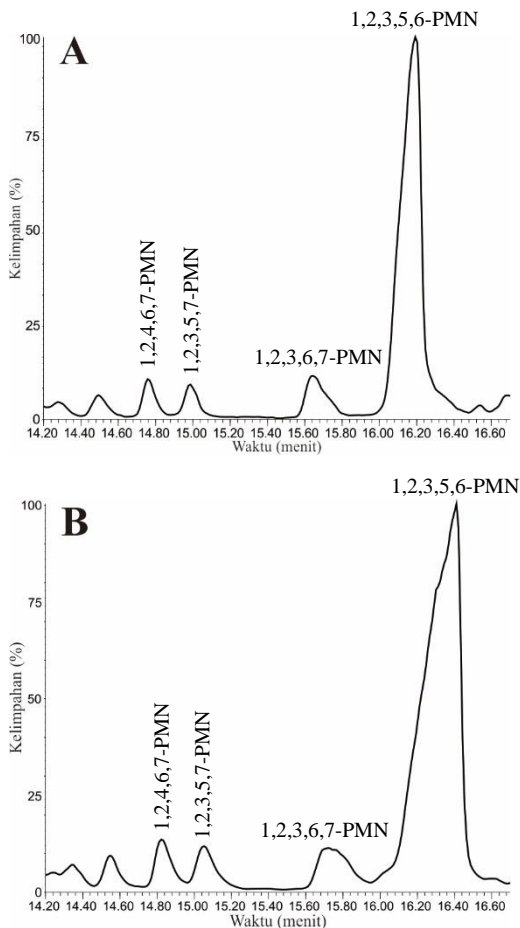 1,2,3,5,6-PMN
A
100
75
50
25
0
Kelimpahan (%)
1,2,4,6,7-PMN
1,2,3,5,7-PMN
1,2,3,6,7-PMN
14.20 14.40 14.60 14.80 15.00 15.20 15.40 15.60 15.80 16.00 16.20 16.40 16.60
Waktu (menit)
1,2,3,5,6-PMN
B
100
75
50
25
0
Kelimpahan (%)
1,2,4,6,7-PMN
1,2,3,5,7-PMN
1,2,3,6,7-PMN
14.20 14.40 14.60 14.80 15.00 15.20 15.40 15.60 15.80 16.00 16.20 16.40 16.60
Waktu (menit)